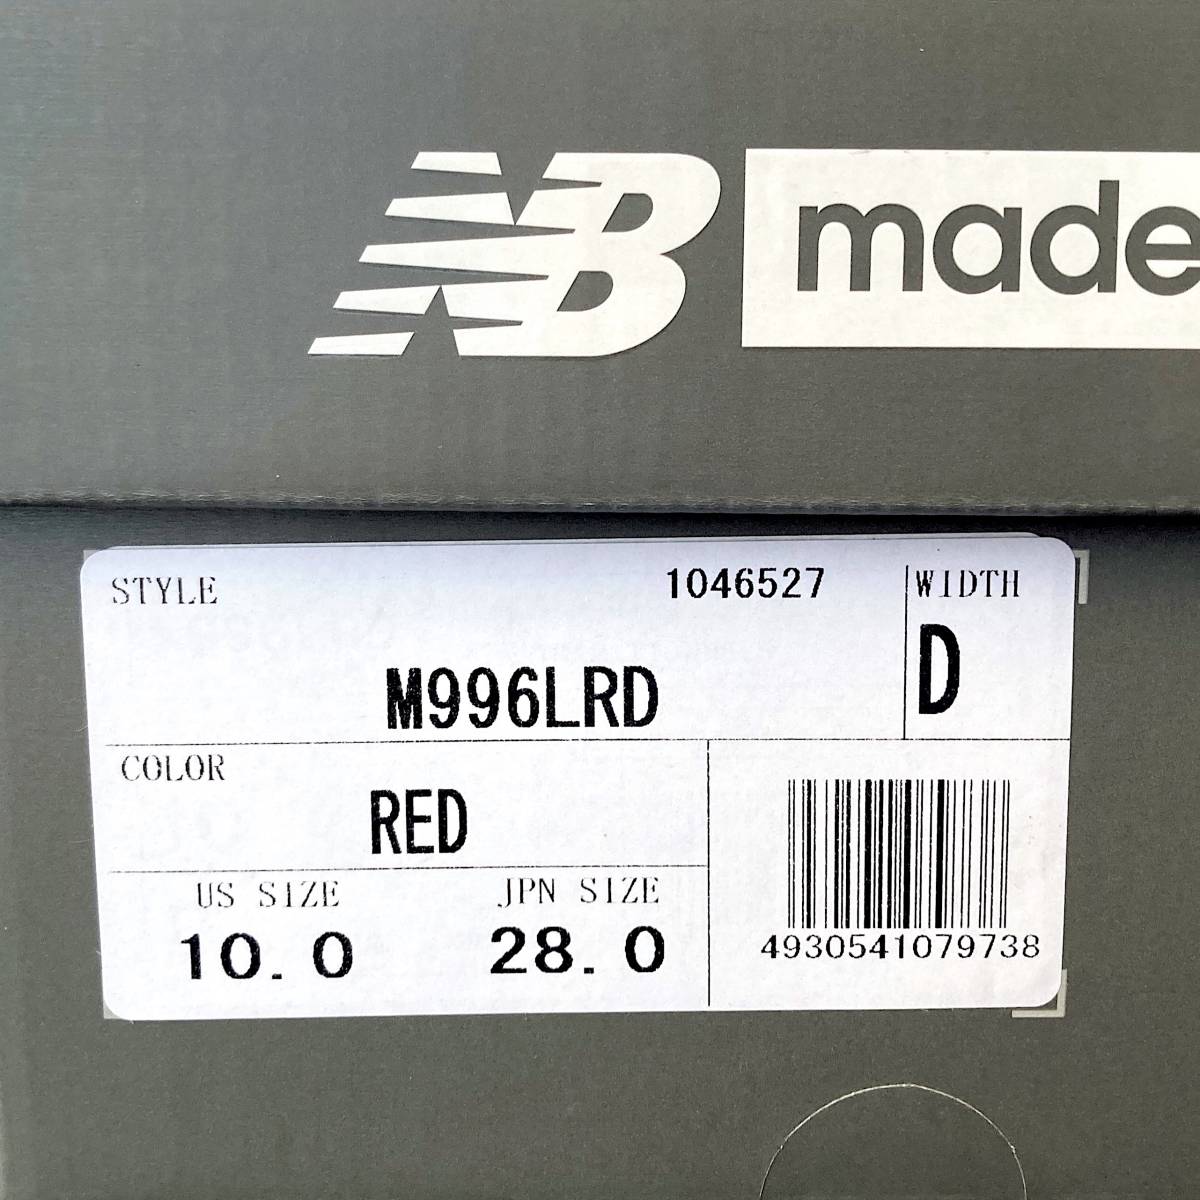 NB made
STYLE 1046527 WIDTH
M996LRD D
COLOR
RED
US SIZE JPN SIZE
10.0 28.0
4930541079738